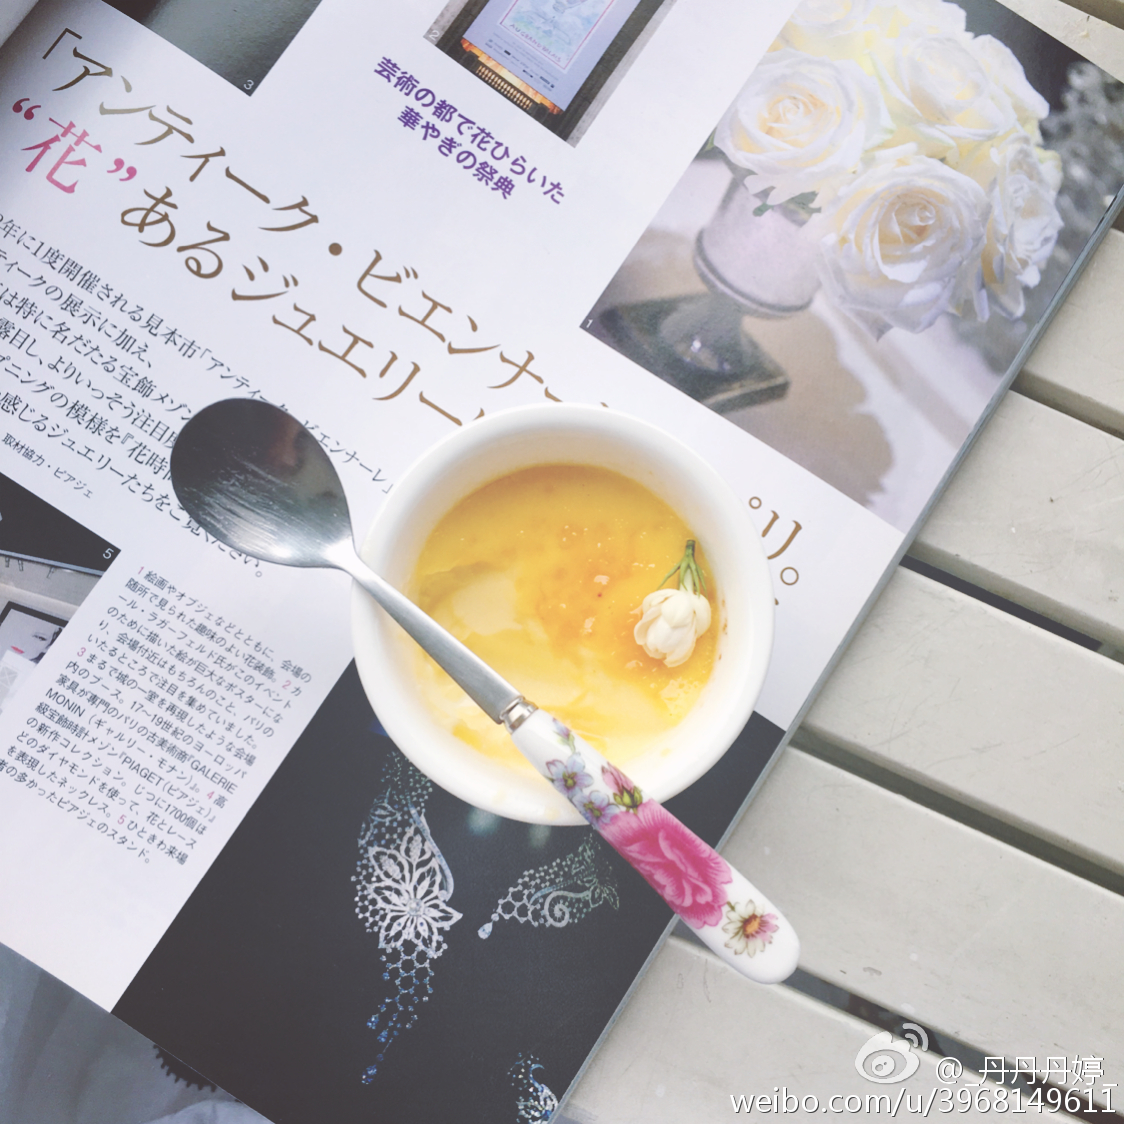 芸術の都で花ひらいた
華やぎの祭典
「アンティーク・ビエンナー
“花”あるジュエリー
リ。
年に1度開催される見本市「アンティーク・ビエンナーレ」
ティークの展示に加え、
は特に名だたる宝飾メゾン
露目し、よりいっそう注目度
プニングの模様を『花時
感じるジュエリーたちをご覧ください。
取材協力・ピアジェ
1 絵画やオブジェなどとともに、会場の
随所で見られた趣味のよい花装飾。2 カ
ール・ラガーフェルド氏がこのイベント
のために描いた絵が巨大なポスターにな
り、会場付近はもちろんのこと、パリの
いたるところで注目を集めていました。
3 まるで城の一室を再現したような会場
内のブース。17〜19世紀のヨーロッパ
家具が専門のパリの古美術商「GALERIE
MONIN（ギャルリー・モナン）」。4 高
級宝飾時計メゾン「PIAGET（ピアジェ）」
の新作コレクション。じつに1700個ほ
どのダイヤモンドを使って、花とレース
を表現したネックレス。5 ひときわ来場
者の多かったピアジェのスタンド。
1
2
3
5
@_丹丹丹婷_
weibo.com/u/3968149611